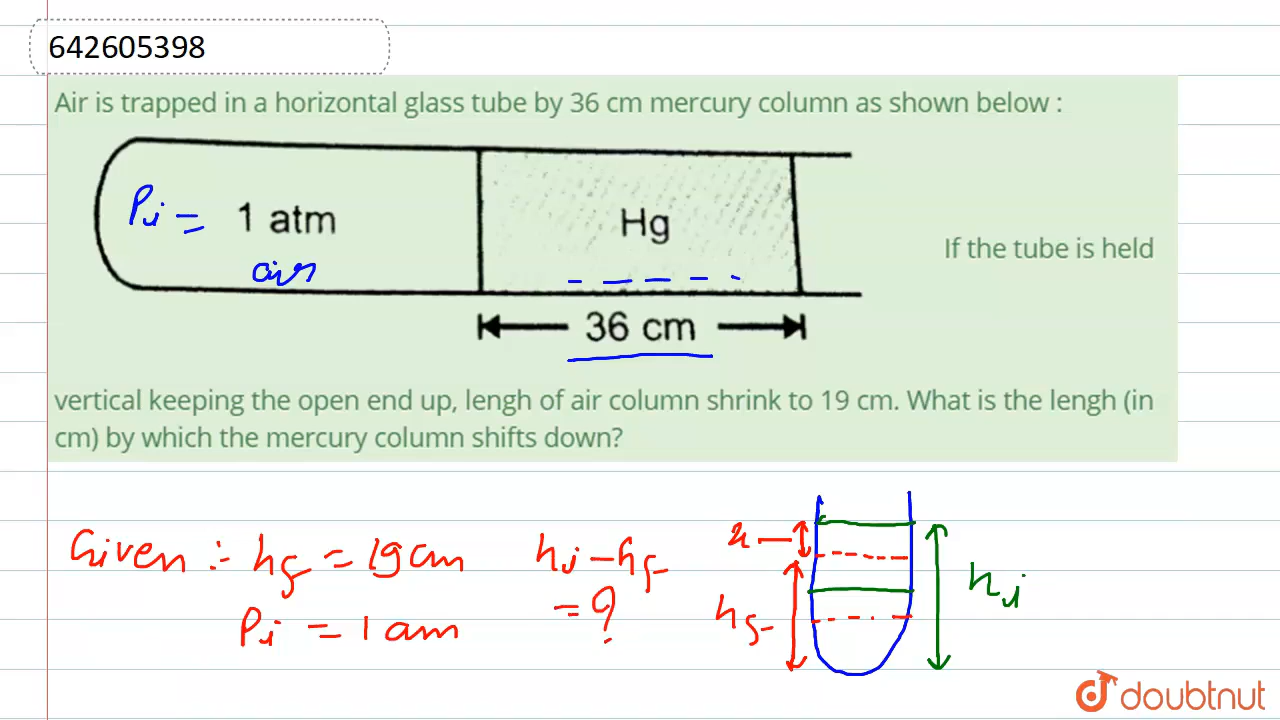 642605398
Air is trapped in a horizontal glass tube by 36 cm mercury column as shown below :
Pi = 1 atm
air
Hg
36 cm
If the tube is held
vertical keeping the open end up, lengh of air column shrink to 19 cm. What is the lengh (in
cm) by which the mercury column shifts down?
Given :- hf = 19 cm
hi - hf
= ?
Pi = 1 am
x
hf
hi
doubtnut